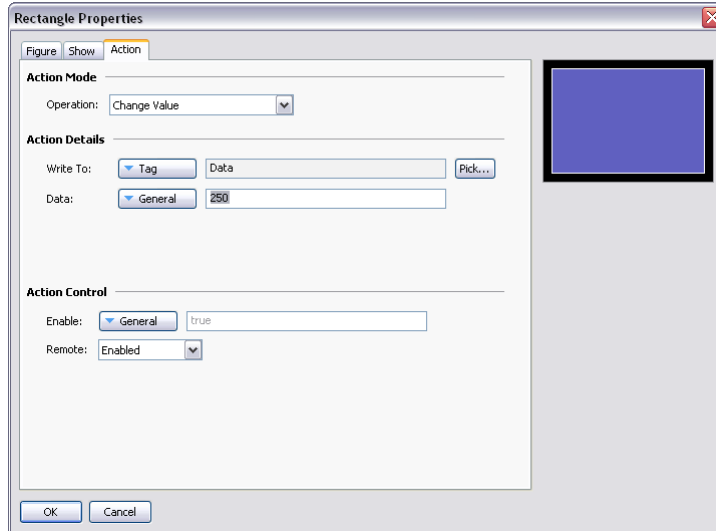 Rectangle Properties
Figure Show Action
Action Mode
Operation: Change Value
Action Details
Write To: Tag Data Pick...
Data: General 250
Action Control
Enable: General true
Remote: Enabled
OK Cancel